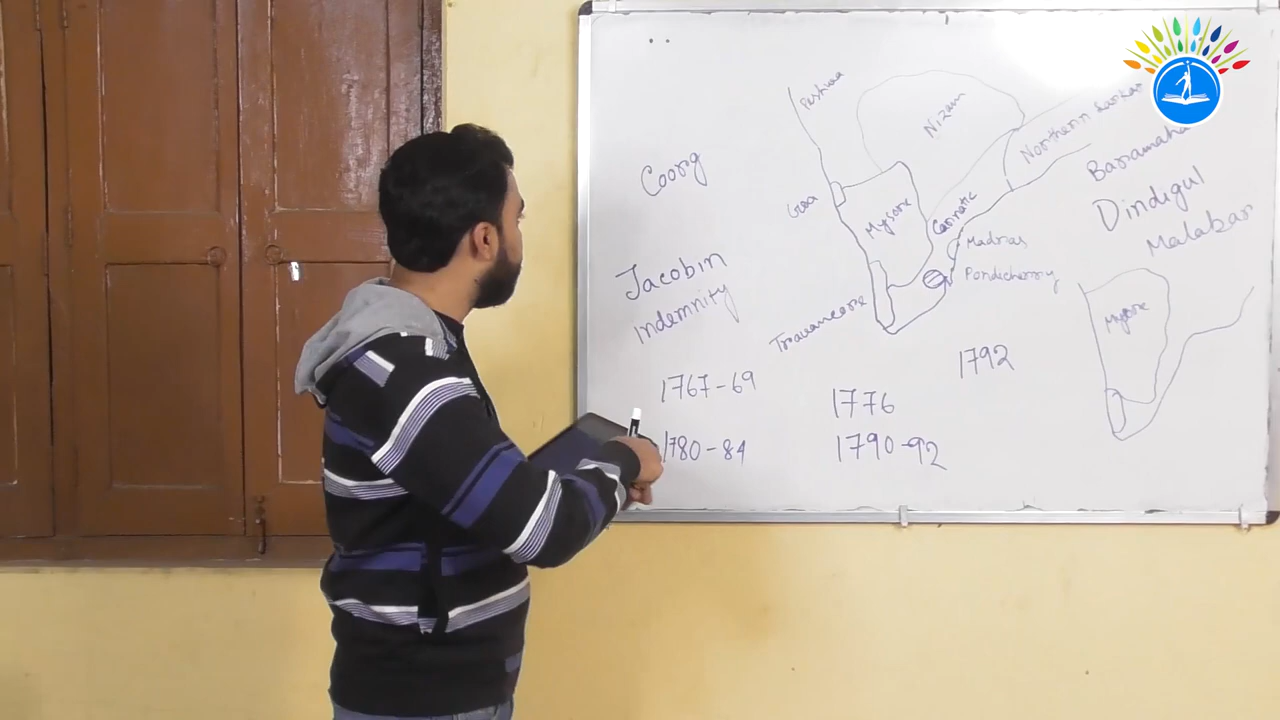 Peshwa
Nizam
Northern Sarkar
Coorg
Goa
Mysore
Carnatic
Madras
Pondicherry
Travancore
Baramaha
Dindigul
Malabar
Mysore
Jacobin
Indemnity
1767-69
1780-84
1776
1790-92
1792